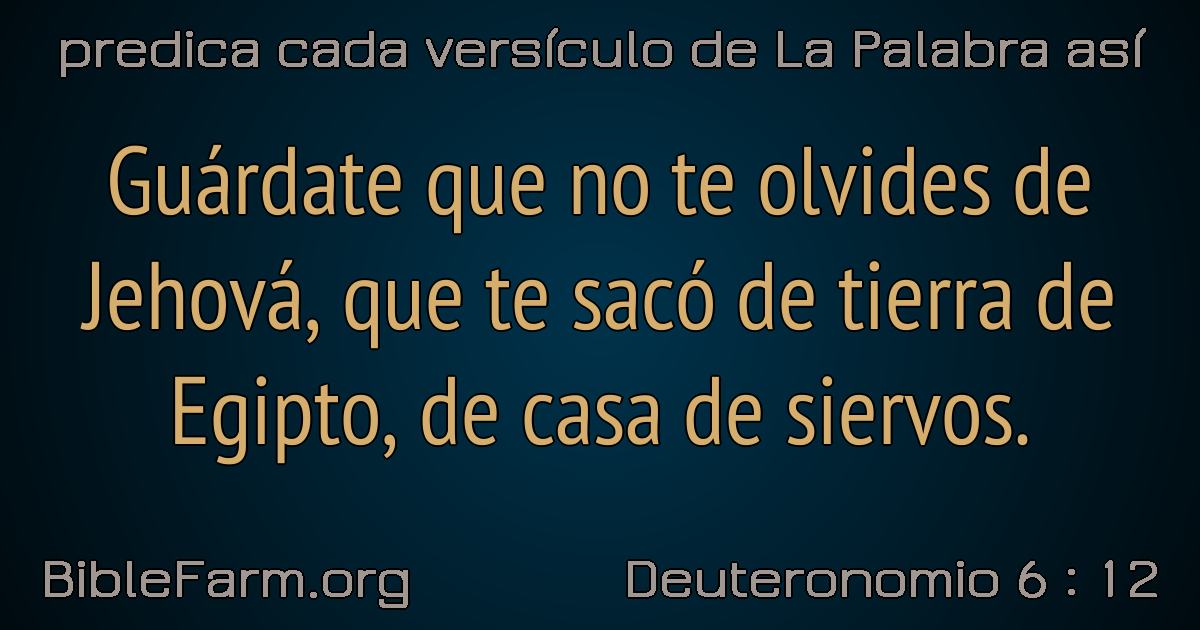 predica cada versículo de La Palabra así
Guárdate que no te olvides de
Jehová, que te sacó de tierra de
Egipto, de casa de siervos.
BibleFarm.org
Deuteronomio 6 : 12